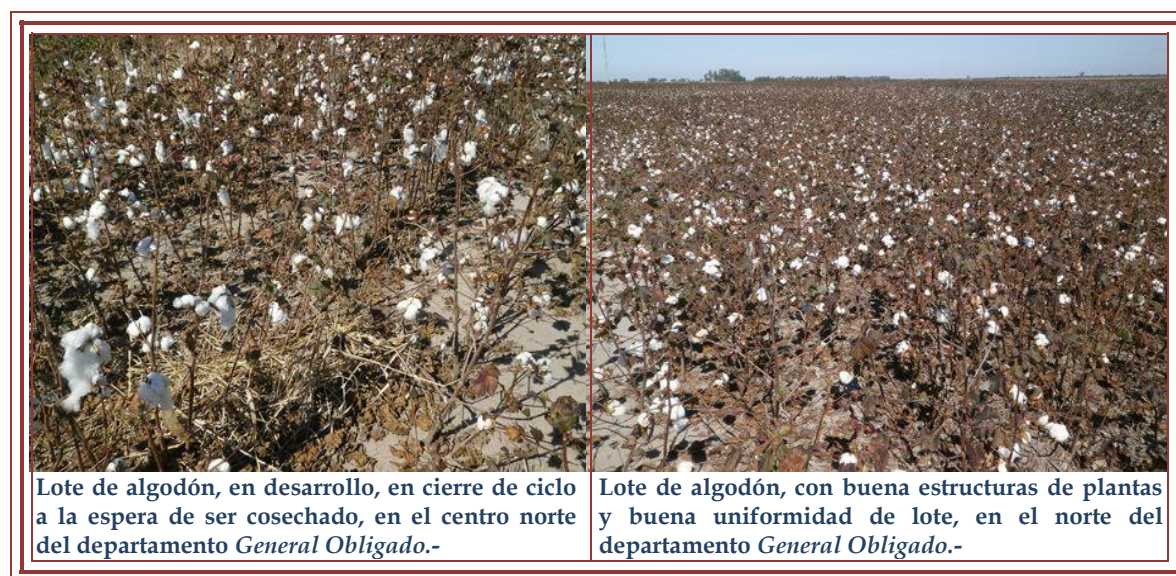 Lote de algodón, en desarrollo, en cierre de ciclo
a la espera de ser cosechado, en el centro norte
del departamento General Obligado.-
Lote de algodón, con buena estructuras de plantas
y buena uniformidad de lote, en el norte del
departamento General Obligado.-